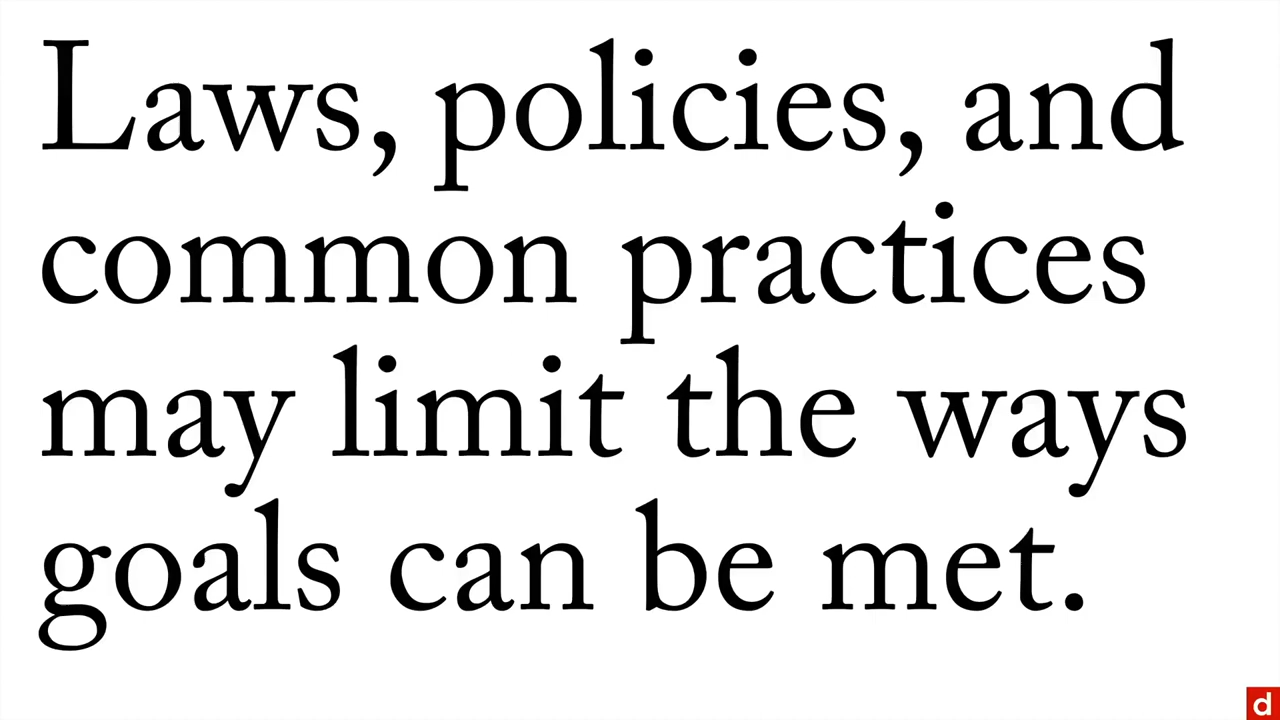 Laws, policies, and
common practices
may limit the ways
goals can be met.
d